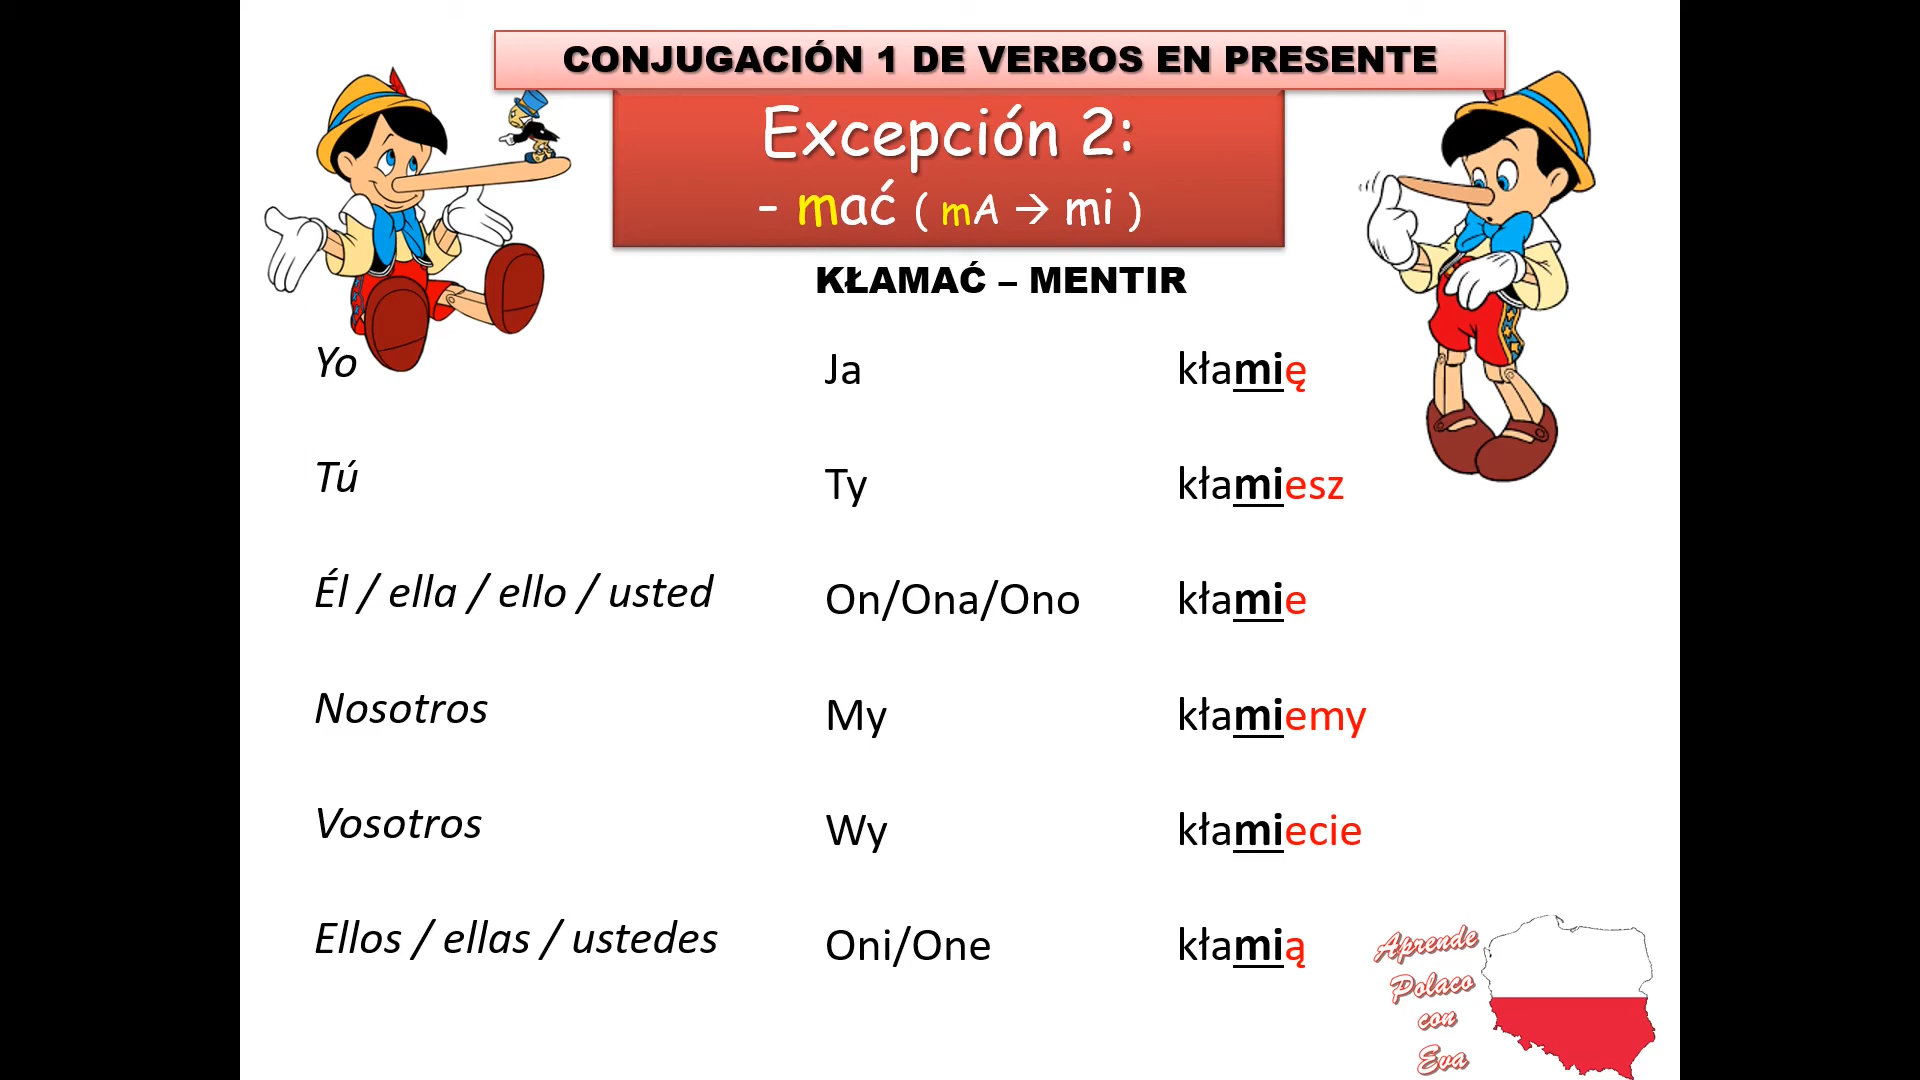 CONJUGACIÓN 1 DE VERBOS EN PRESENTE
Excepción 2:
- mać ( mA → mi )
KŁAMAĆ – MENTIR
Yo Ja kłamię
Tú Ty kłamiesz
Él / ella / ello / usted On/Ona/Ono kłamie
Nosotros My kłamiemy
Vosotros Wy kłamiecie
Ellos / ellas / ustedes Oni/One kłamią
Aprende
Polaco
con
Eva